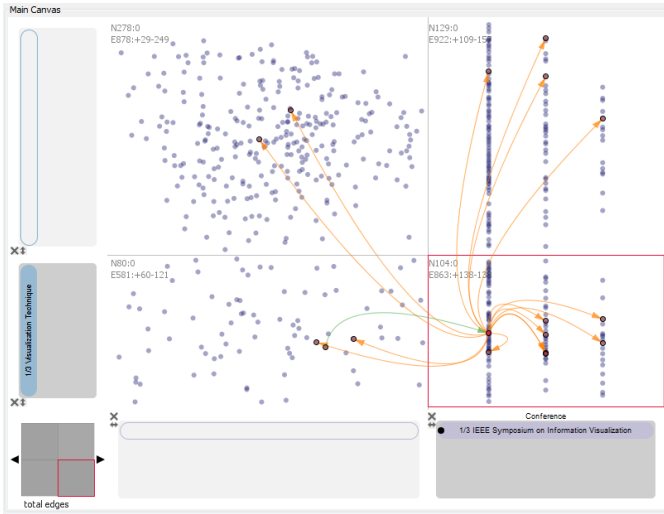 Main Canvas
N278:0
E878:+29-249
N129:0
E922:+109-15
N80:0
E581:+60-121
N104:0
E863:+138-1
1/3 Visualization Technique
Conference
1/3 IEEE Symposium on Information Visualization
total edges